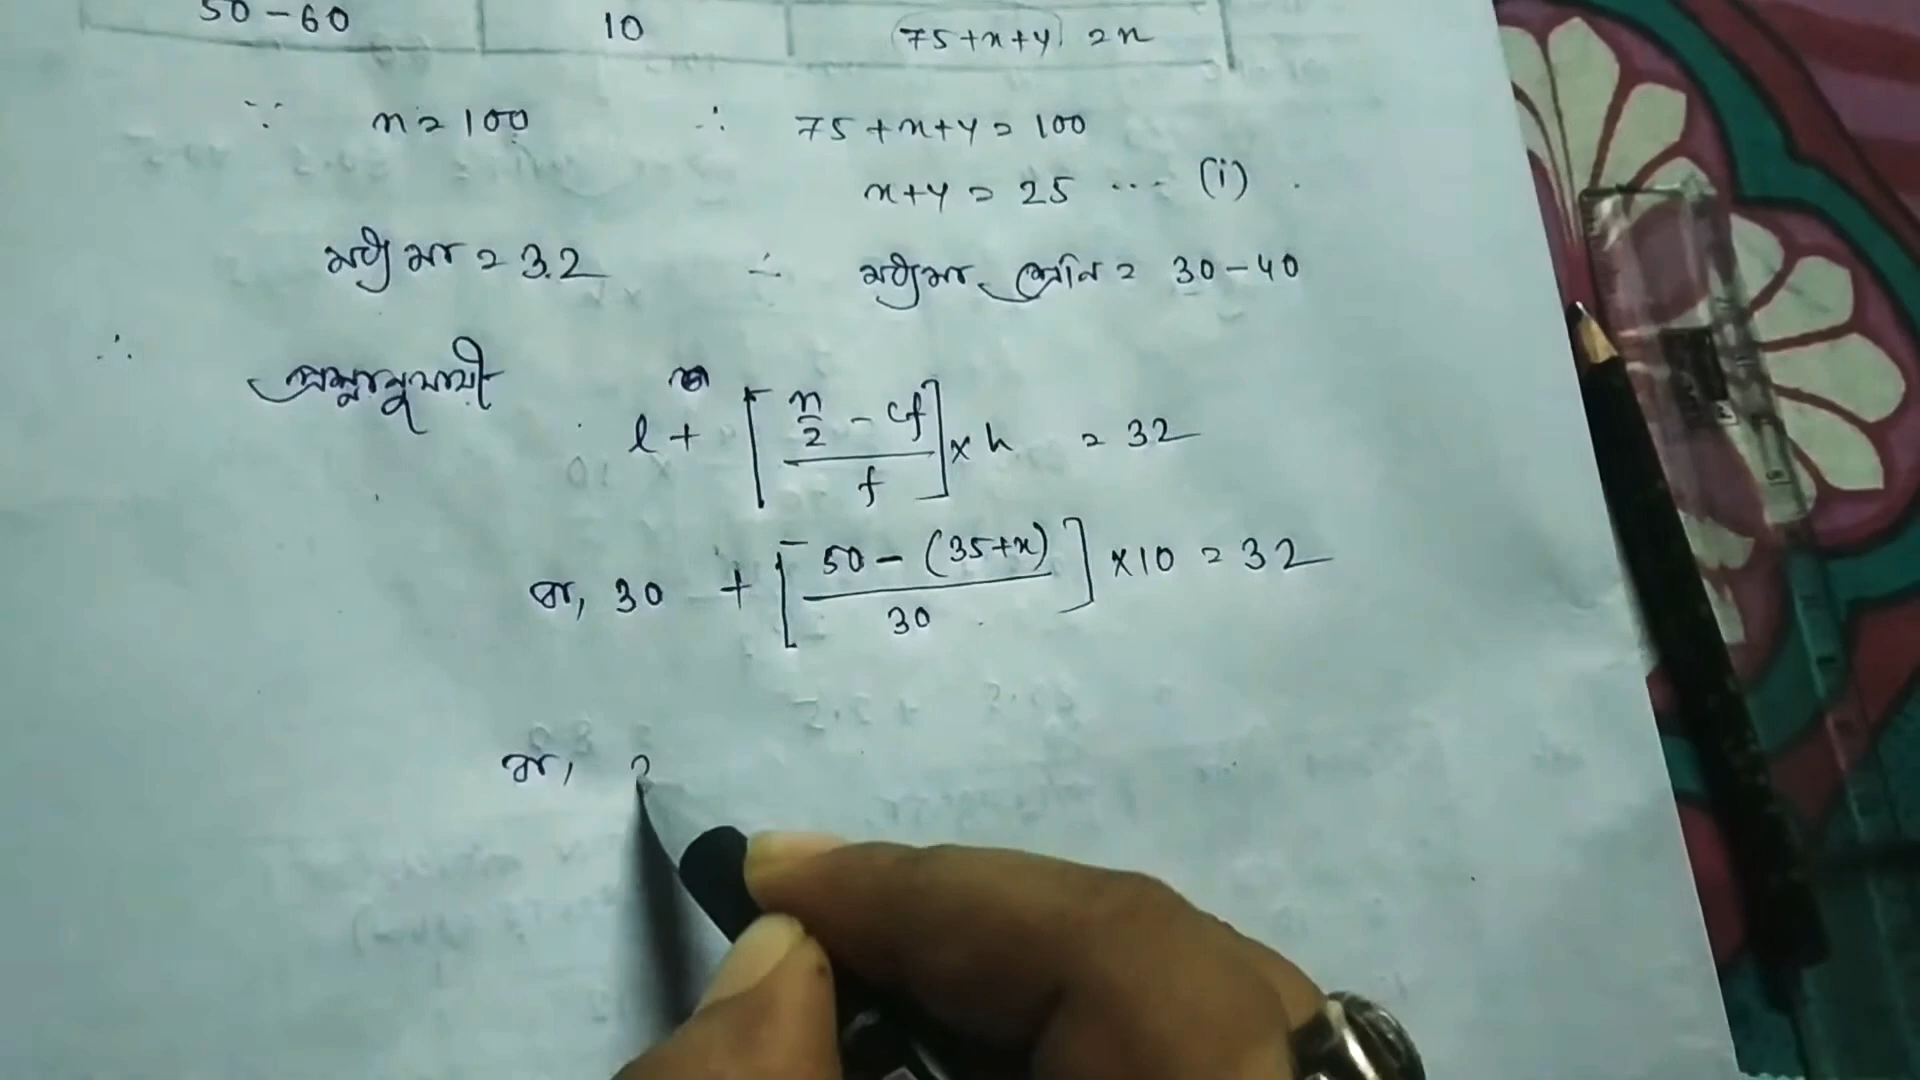 50-60 10 75+x+y = n
∵ n = 100 ∴ 75+x+y = 100
x+y = 25 ... (i)
মধ্যমা = 32 ∴ মধ্যমা শ্রেনি = 30-40
∴ প্রশ্নানুযায়ী
l + [(n/2 - cf)/f] × h = 32
বা, 30 + [(50 - (35+x))/30] × 10 = 32
বা,